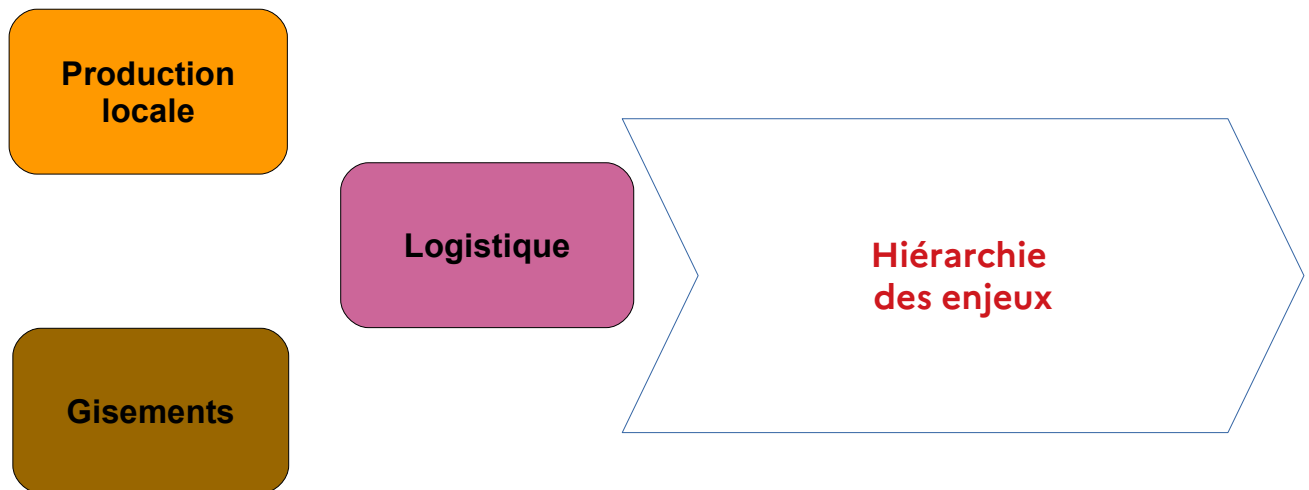 Production
locale
Logistique
Hiérarchie
des enjeux
Gisements